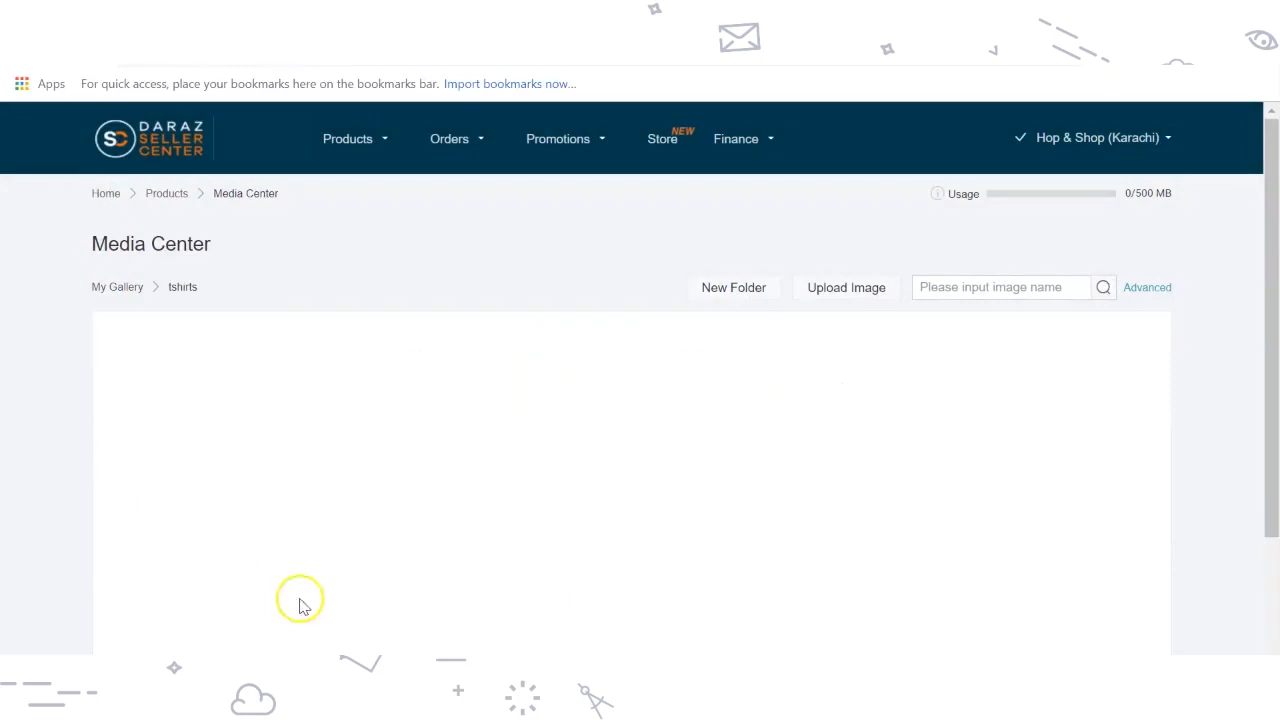 Apps For quick access, place your bookmarks here on the bookmarks bar. Import bookmarks now...
SC DARAZ
SELLER
CENTER
Products Orders Promotions Store NEW Finance Hop & Shop (Karachi)
Home Products Media Center Usage 0/500 MB
Media Center
My Gallery tshirts New Folder Upload Image Please input image name Advanced